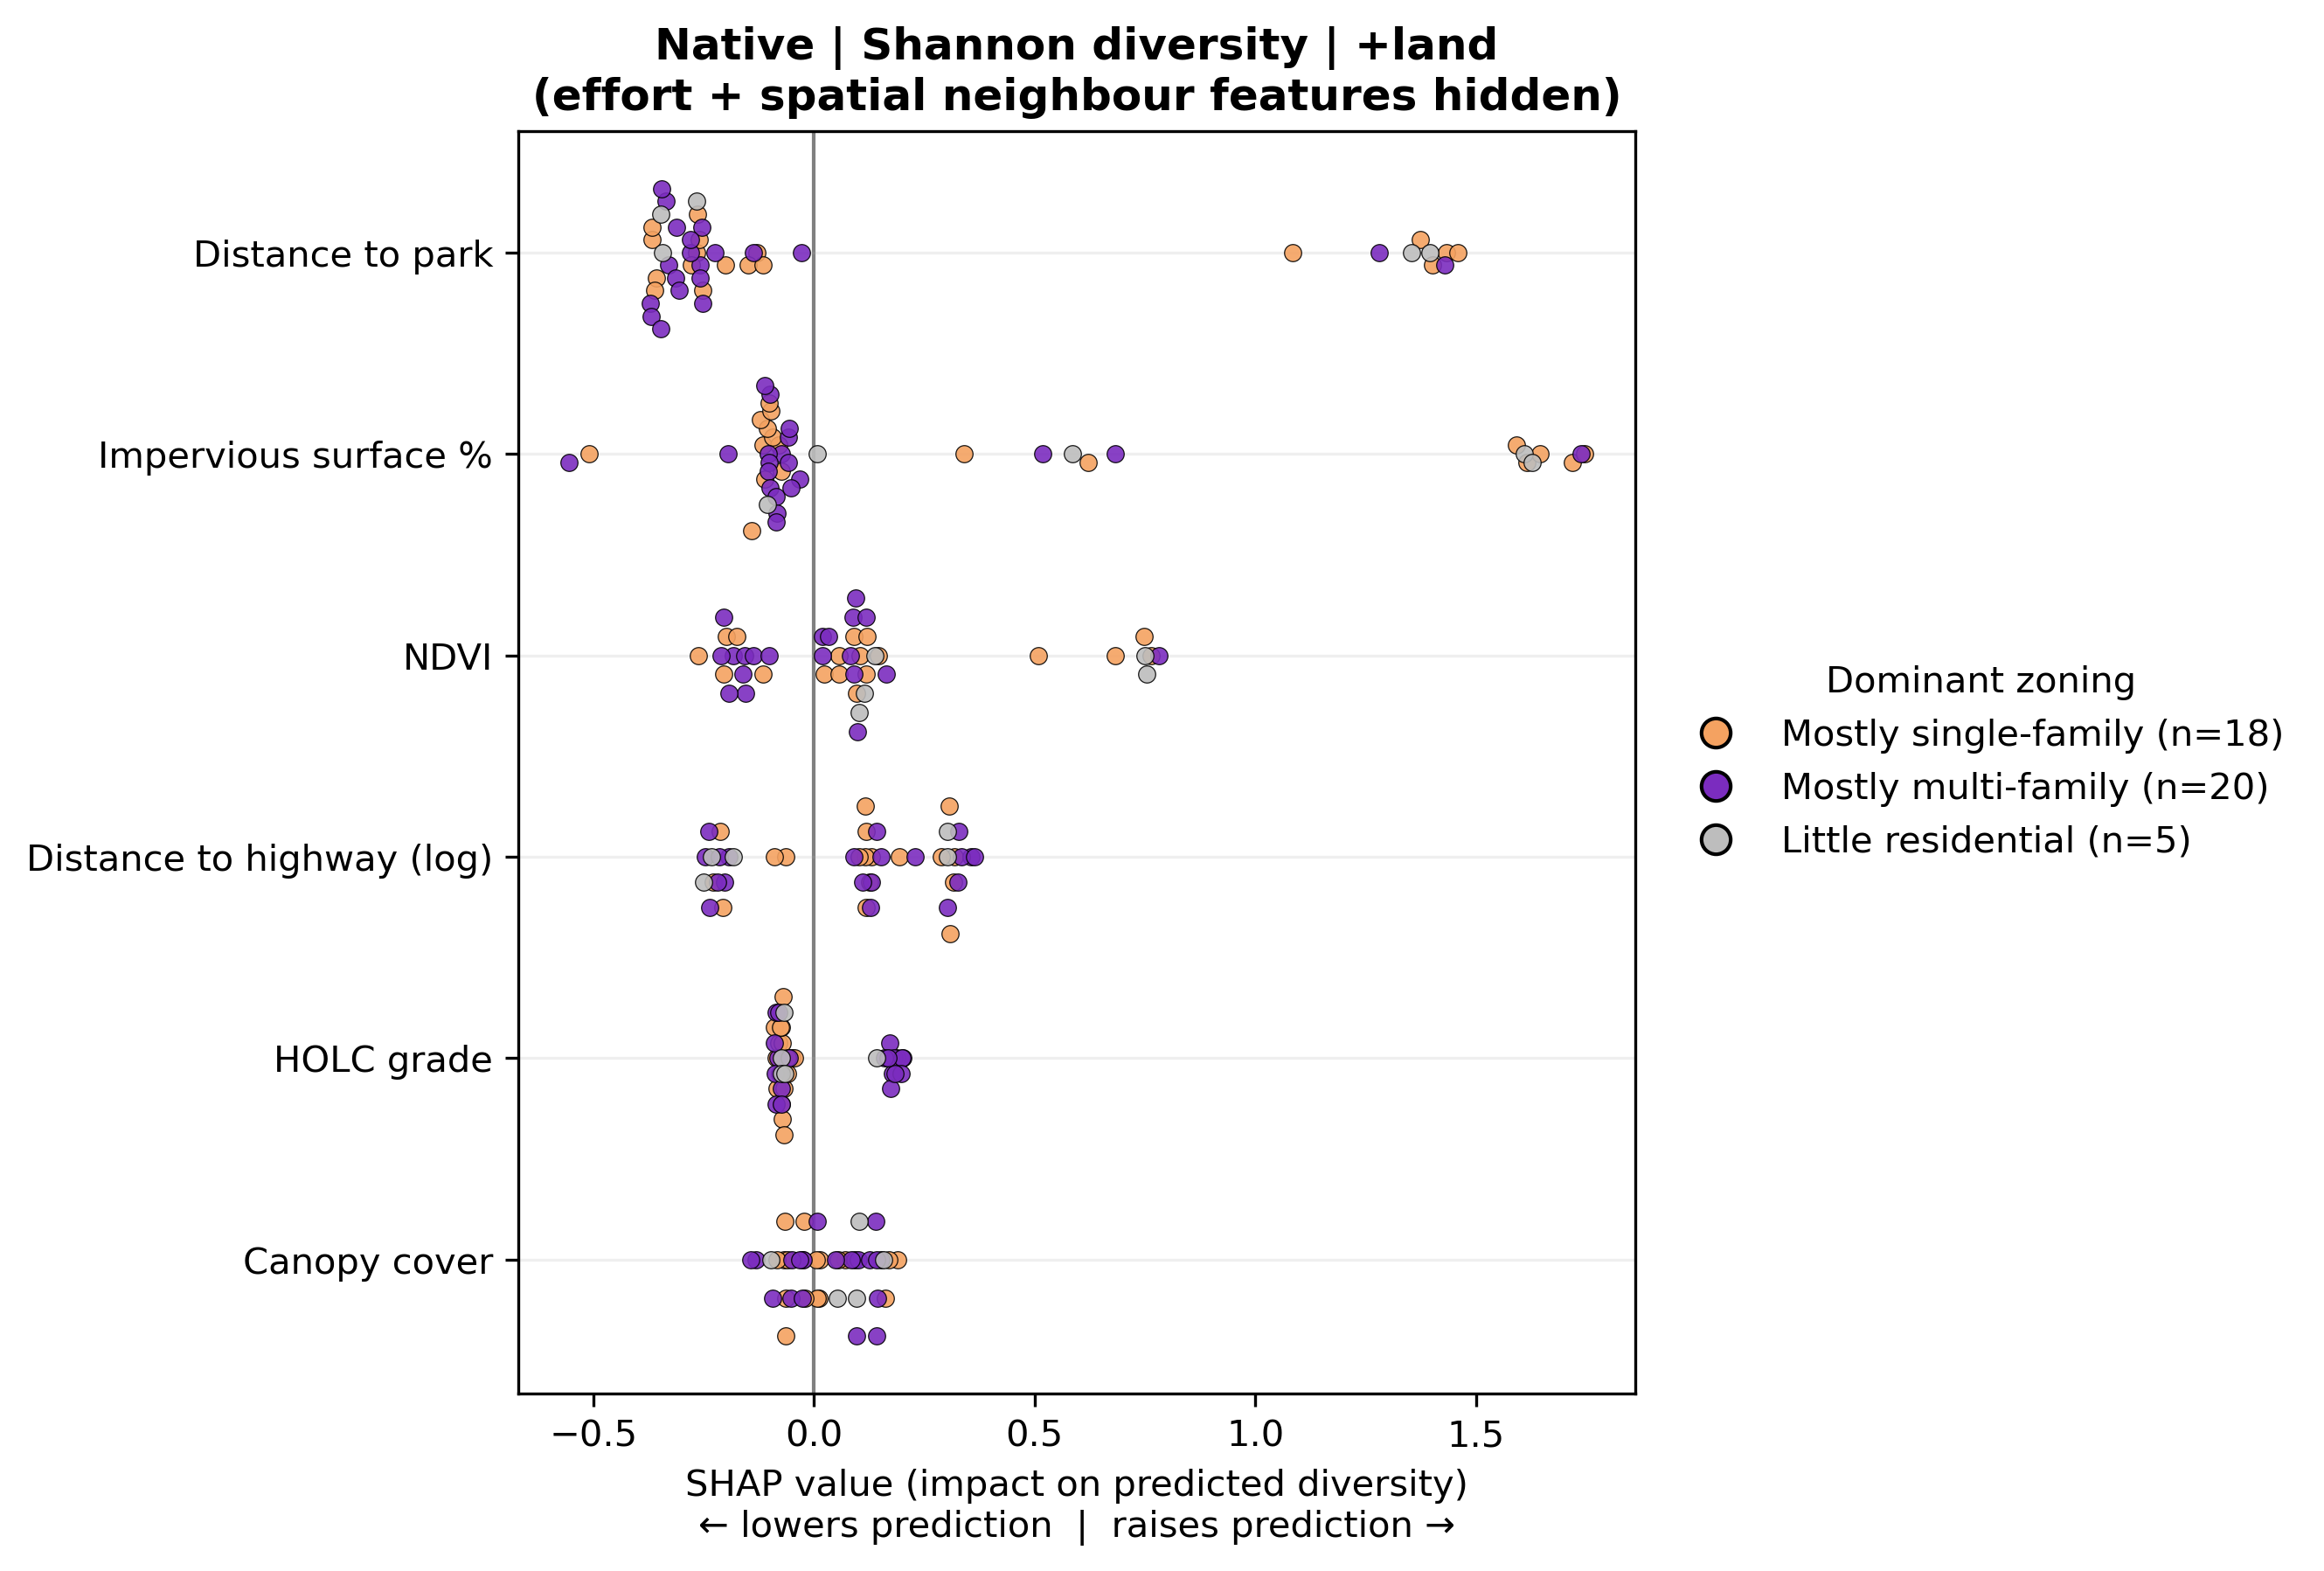 Native | Shannon diversity | +land
(effort + spatial neighbour features hidden)
Distance to park
Impervious surface %
NDVI
Distance to highway (log)
HOLC grade
Canopy cover
−0.5 0.0 0.5 1.0 1.5
SHAP value (impact on predicted diversity)
← lowers prediction | raises prediction →
Dominant zoning
Mostly single-family (n=18)
Mostly multi-family (n=20)
Little residential (n=5)